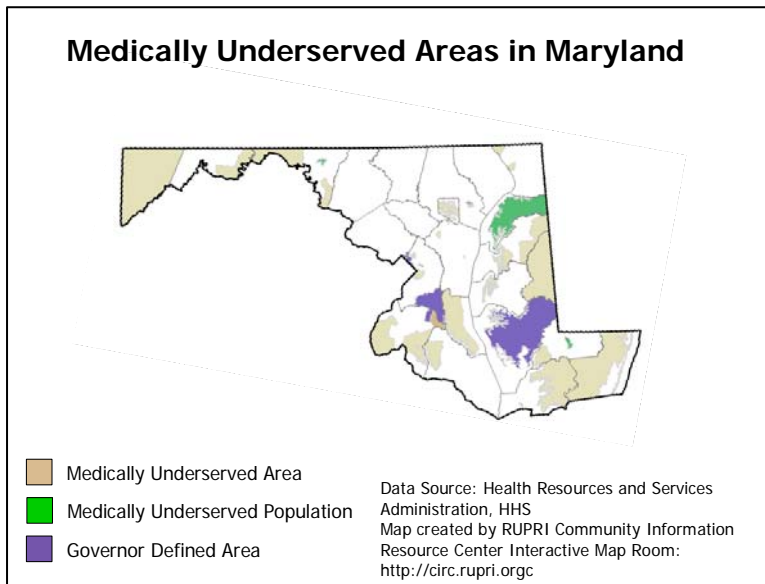 Medically Underserved Areas in Maryland
Medically Underserved Area
Medically Underserved Population
Governor Defined Area
Data Source: Health Resources and Services
Administration, HHS
Map created by RUPRI Community Information
Resource Center Interactive Map Room:
http://circ.rupri.orgc